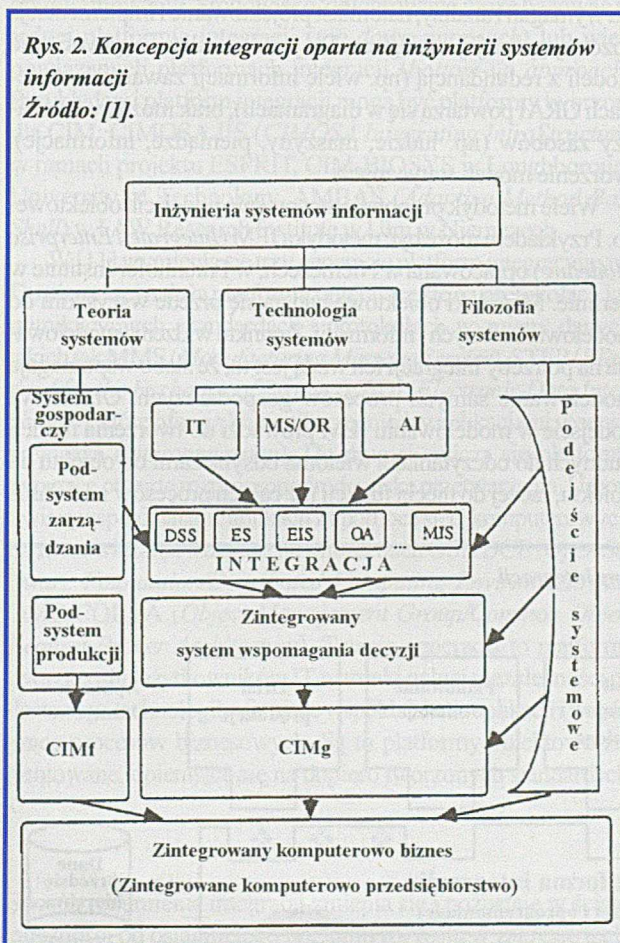 Rys. 2. Koncepcja integracji oparta na inżynierii systemów
informacji
Źródło: [1].
Inżynieria systemów informacji
Teoria
systemów
Technologia
systemów
Filozofia
systemów
System
gospodar-
czy
Pod-
system
zarzą-
dzania
IT
MS/OR
AI
DSS
ES
EIS
OA
...
MIS
INTEGRACJA
Pod-
system
produkcji
Zintegrowany
system wspomagania decyzji
CIMf
CIMg
Podejście systemowe
Zintegrowany komputerowo biznes
(Zintegrowane komputerowo przedsiębiorstwo)